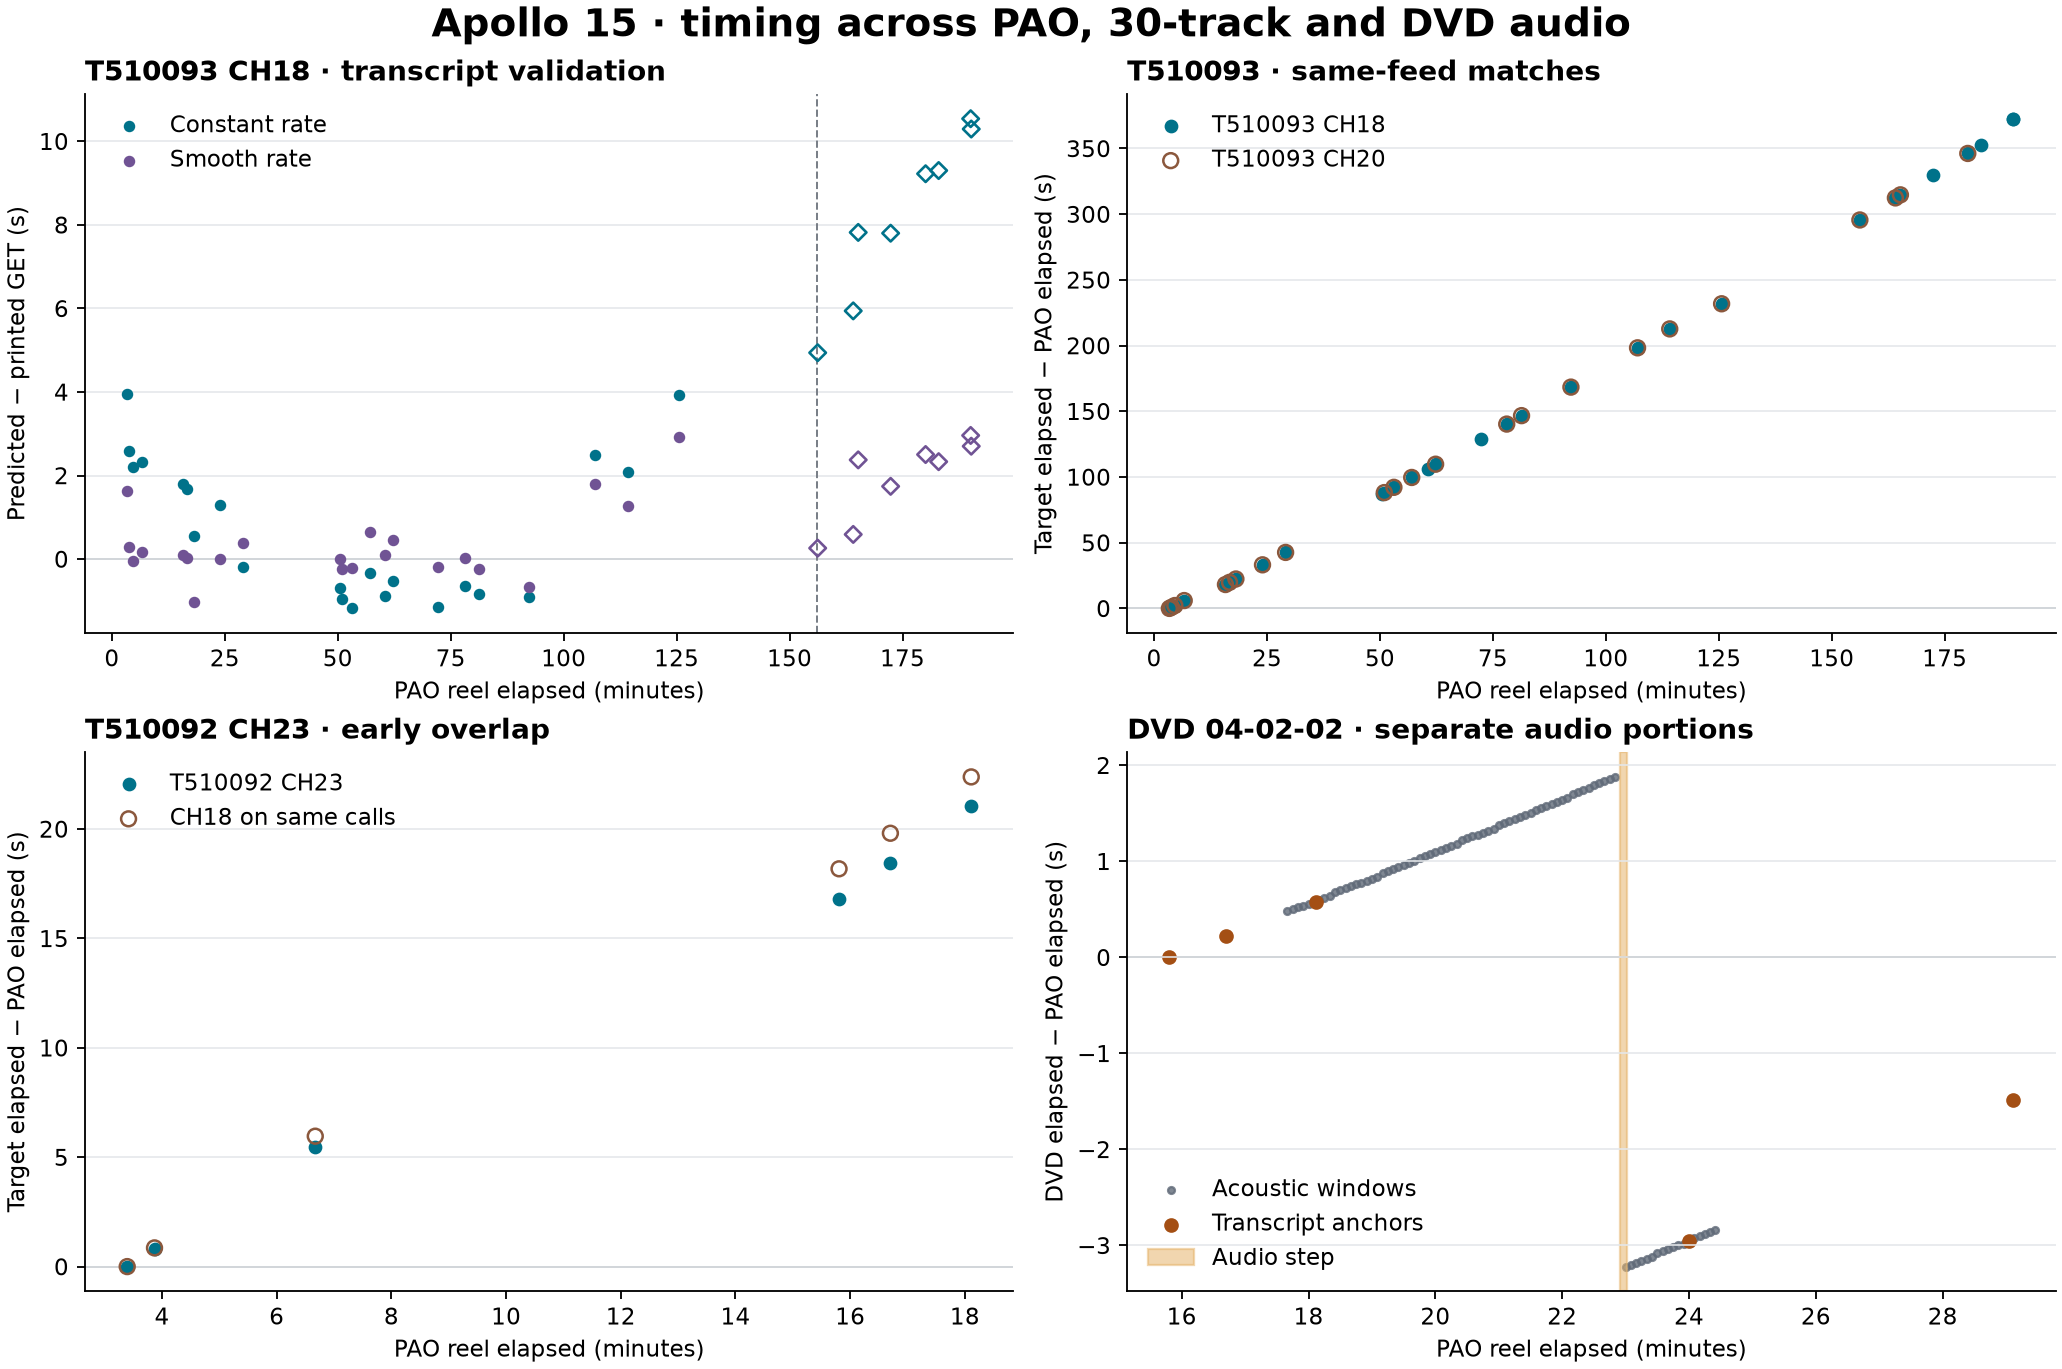 Apollo 15 · timing across PAO, 30-track and DVD audio
T510093 CH18 · transcript validation
Constant rate
Smooth rate
Predicted − printed GET (s)
10
8
6
4
2
0
0 25 50 75 100 125 150 175
PAO reel elapsed (minutes)
T510093 · same-feed matches
T510093 CH18
T510093 CH20
Target elapsed − PAO elapsed (s)
350
300
250
200
150
100
50
0
0 25 50 75 100 125 150 175
PAO reel elapsed (minutes)
T510092 CH23 · early overlap
T510092 CH23
CH18 on same calls
Target elapsed − PAO elapsed (s)
20
15
10
5
0
4 6 8 10 12 14 16 18
PAO reel elapsed (minutes)
DVD 04-02-02 · separate audio portions
DVD elapsed − PAO elapsed (s)
2
1
0
−1
−2
−3
Acoustic windows
Transcript anchors
Audio step
16 18 20 22 24 26 28
PAO reel elapsed (minutes)